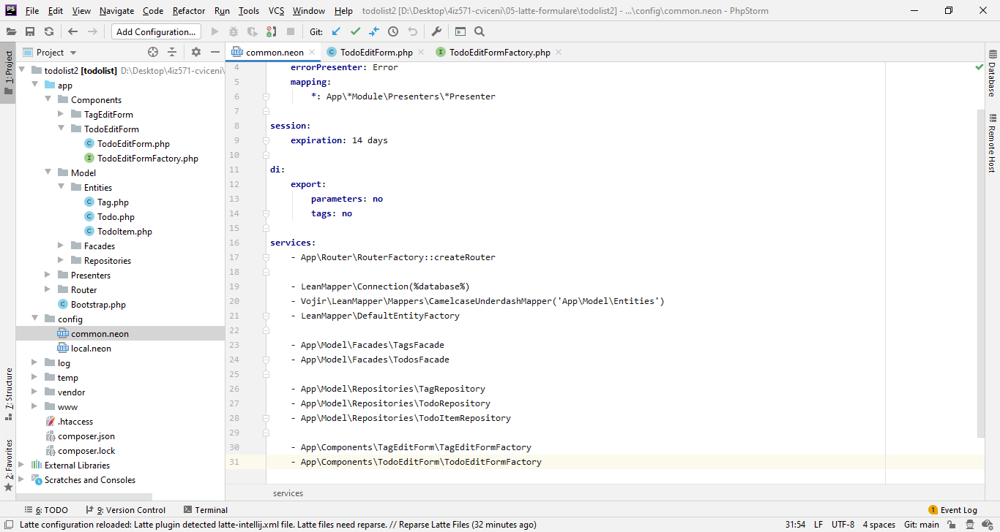 PS File Edit View Navigate Code Refactor Run Tools VCS Window Help todolist2 [D:\Desktop\4iz571-cviceni\05-latte-formulare\todolist2] - ...\config\common.neon - PhpStorm
Add Configuration... Git:
Project common.neon TodoEditForm.php TodoEditFormFactory.php
1: Project
7: Structure
2: Favorites
todolist2 [todolist] D:\Desktop\4iz571-cviceni\
app
Components
TagEditForm
TodoEditForm
C TodoEditForm.php
I TodoEditFormFactory.php
Model
Entities
C Tag.php
C Todo.php
C TodoItem.php
Facades
Repositories
Presenters
Router
C Bootstrap.php
config
common.neon
local.neon
log
temp
vendor
www
.htaccess
composer.json
composer.lock
External Libraries
Scratches and Consoles
4 errorPresenter: Error
5 mapping:
6 *: App\*Module\Presenters\*Presenter
7
8 session:
9 expiration: 14 days
10
11 di:
12 export:
13 parameters: no
14 tags: no
15
16 services:
17 - App\Router\RouterFactory::createRouter
18
19 - LeanMapper\Connection(%database%)
20 - Vojir\LeanMapper\Mappers\CamelcaseUnderdashMapper('App\Model\Entities')
21 - LeanMapper\DefaultEntityFactory
22
23 - App\Model\Facades\TagsFacade
24 - App\Model\Facades\TodosFacade
25
26 - App\Model\Repositories\TagRepository
27 - App\Model\Repositories\TodoRepository
28 - App\Model\Repositories\TodoItemRepository
29
30 - App\Components\TagEditForm\TagEditFormFactory
31 - App\Components\TodoEditForm\TodoEditFormFactory
services
Database
Remote Host
6: TODO 9: Version Control Terminal 1 Event Log
Latte configuration reloaded: Latte plugin detected latte-intellij.xml file. Latte files need reparse. // Reparse Latte Files (32 minutes ago) 31:54 LF UTF-8 4 spaces Git: main